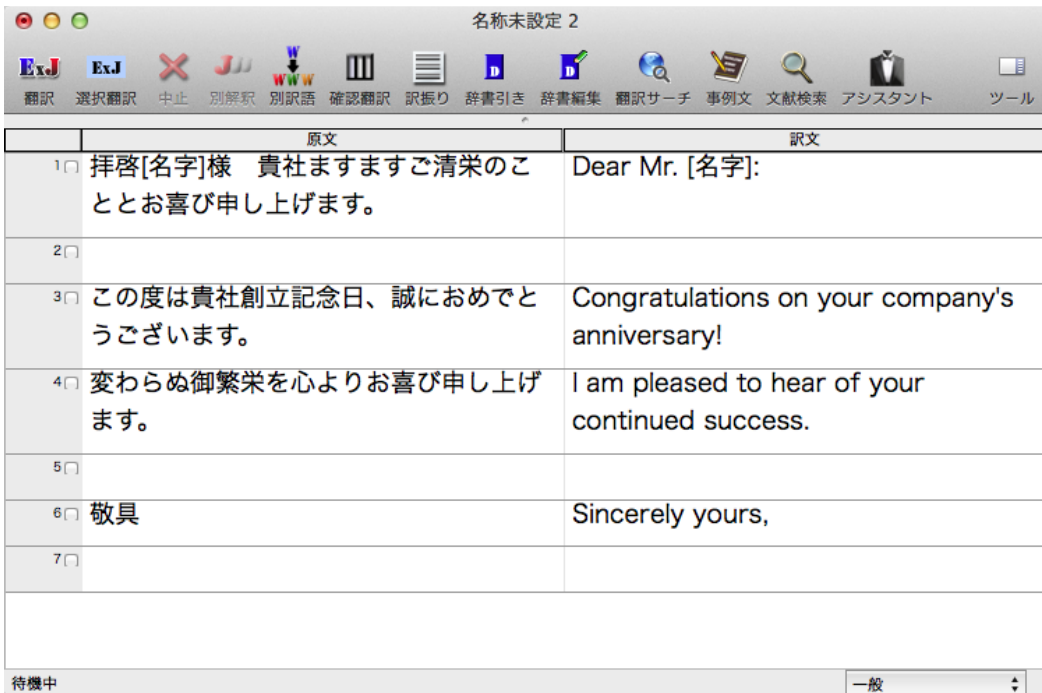 名称未設定 2
ExJ ExJ J W WWW D D
翻訳 選択翻訳 中止 別解釈 別訳語 確認翻訳 訳振り 辞書引き 辞書編集 翻訳サーチ 事例文 文献検索 アシスタント ツール
原文 訳文
1 拝啓[名字]様　貴社ますますご清栄のこ Dear Mr. [名字]:
ととお喜び申し上げます。
2
3 この度は貴社創立記念日、誠におめでと Congratulations on your company's
うございます。 anniversary!
4 変わらぬ御繁栄を心よりお喜び申し上げ I am pleased to hear of your
ます。 continued success.
5
6 敬具 Sincerely yours,
7
待機中 一般